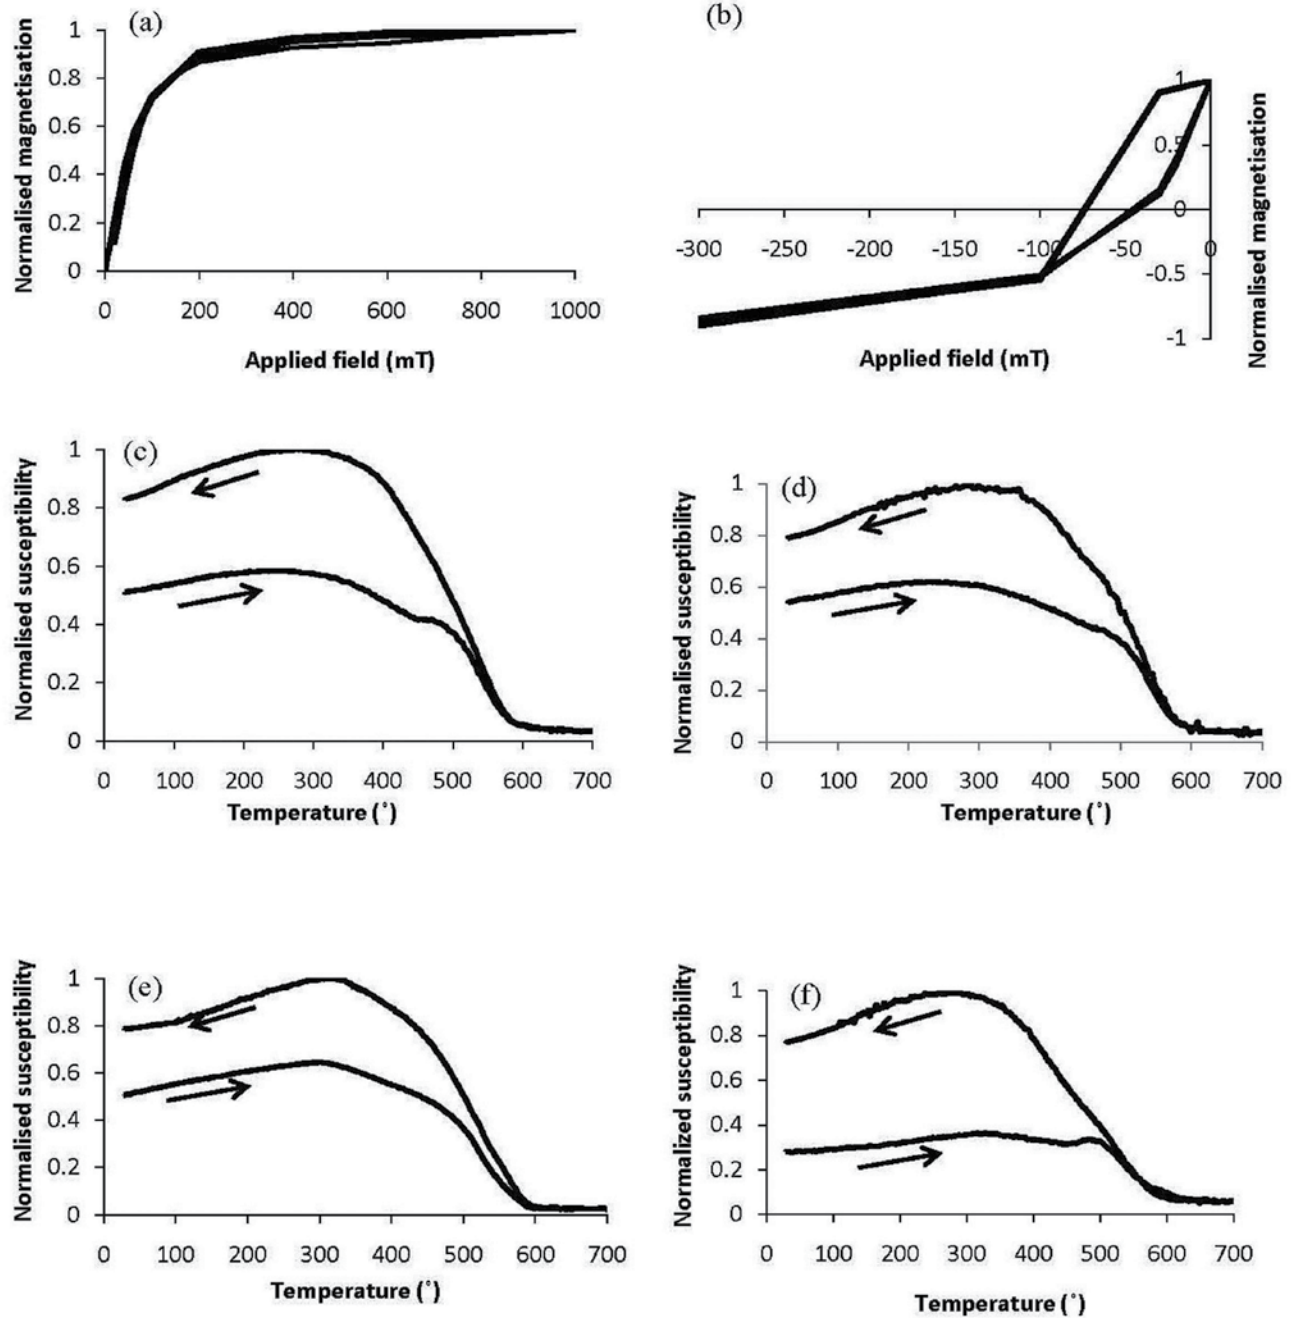 (a)
Normalised magnetisation
1
0.8
0.6
0.4
0.2
0
0 200 400 600 800 1000
Applied field (mT)
(b)
Normalised magnetisation
1
0.5
0
-0.5
-1
-300 -250 -200 -150 -100 -50 0
Applied field (mT)
(c)
Normalised susceptibility
1
0.8
0.6
0.4
0.2
0
0 100 200 300 400 500 600 700
Temperature (˚)
(d)
Normalised susceptibility
1
0.8
0.6
0.4
0.2
0
0 100 200 300 400 500 600 700
Temperature (˚)
(e)
Normalised susceptibility
1
0.8
0.6
0.4
0.2
0
0 100 200 300 400 500 600 700
Temperature (˚)
(f)
Normalized susceptibility
1
0.8
0.6
0.4
0.2
0
0 100 200 300 400 500 600 700
Temperature (˚)